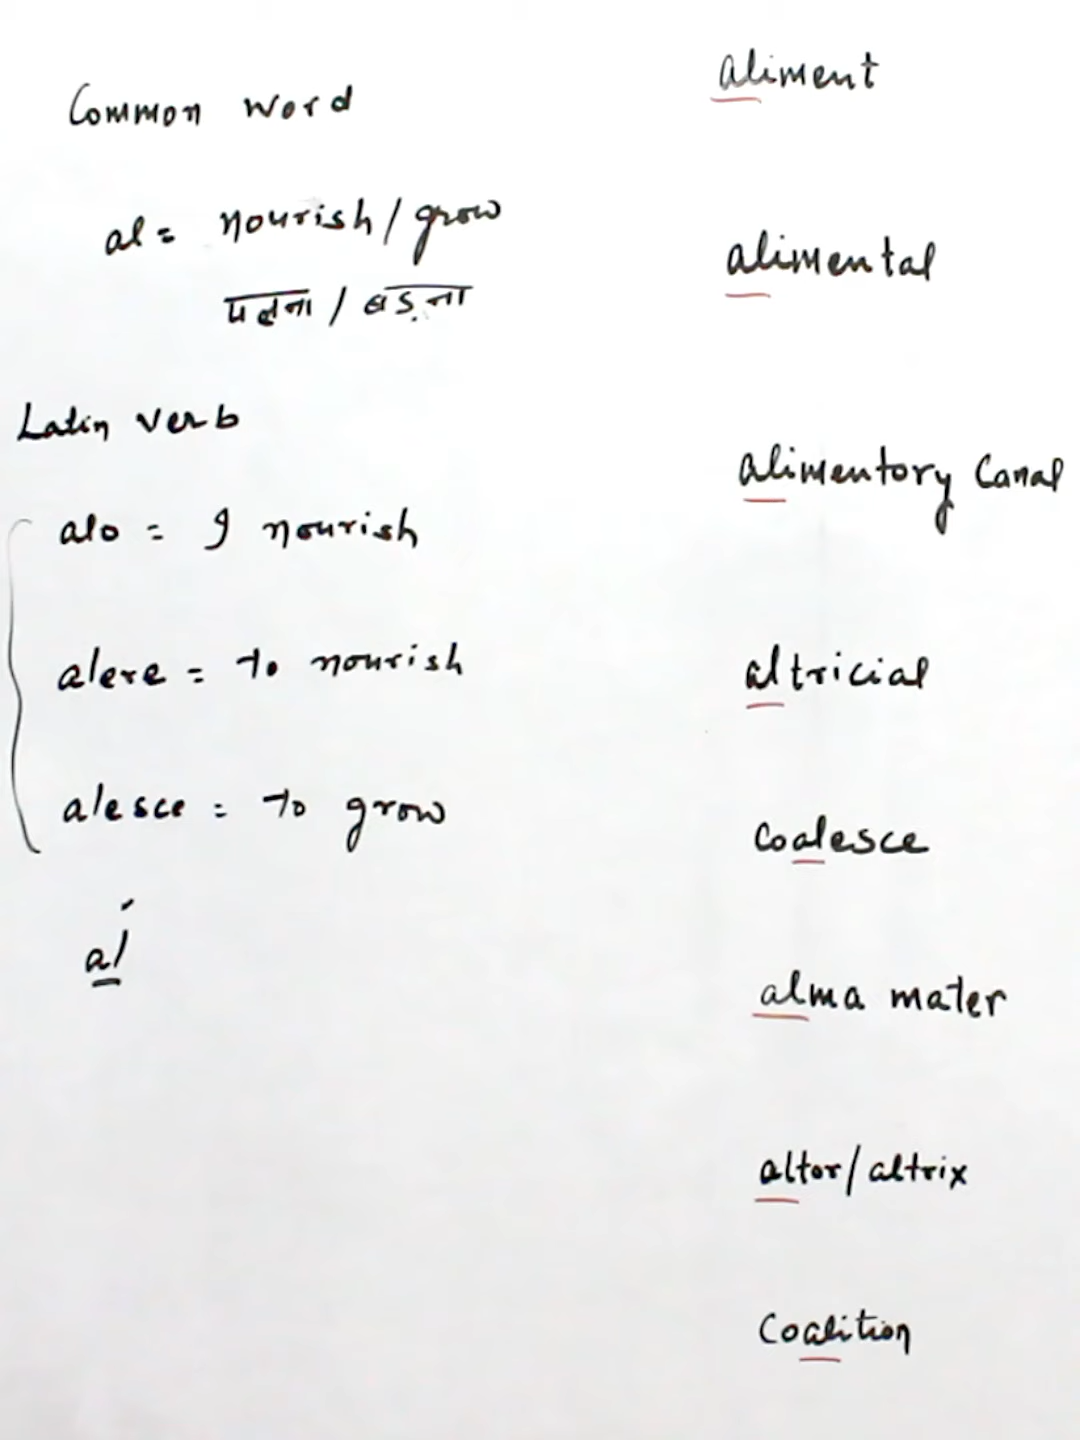 Common word
al = nourish / grow
पलना / बड़ना
Latin verb
alo = I nourish
alere = to nourish
alesce = to grow
al
aliment
alimental
alimentory Canal
altricial
Coalesce
alma mater
altor/altrix
Coalition